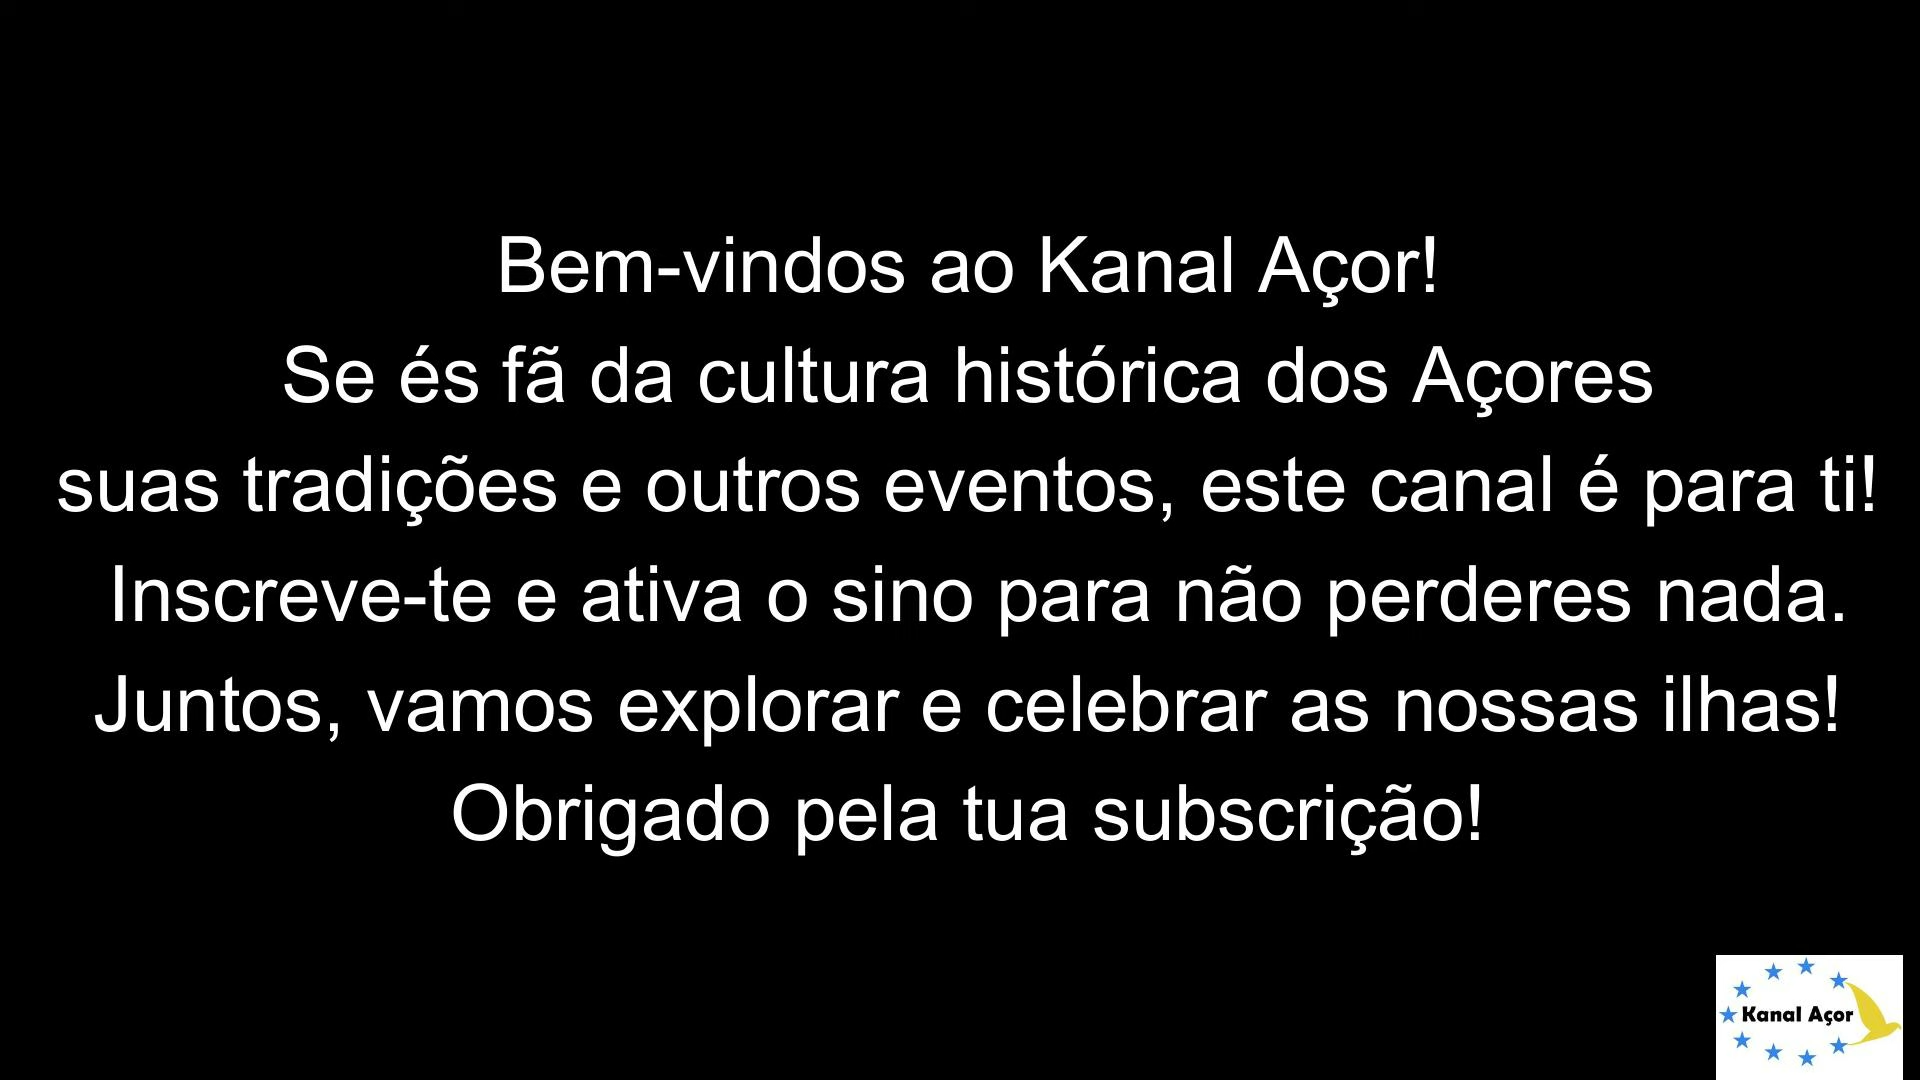 Bem-vindos ao Kanal Açor!
Se és fã da cultura histórica dos Açores
suas tradições e outros eventos, este canal é para ti!
Inscreve-te e ativa o sino para não perderes nada.
Juntos, vamos explorar e celebrar as nossas ilhas!
Obrigado pela tua subscrição!
Kanal Açor